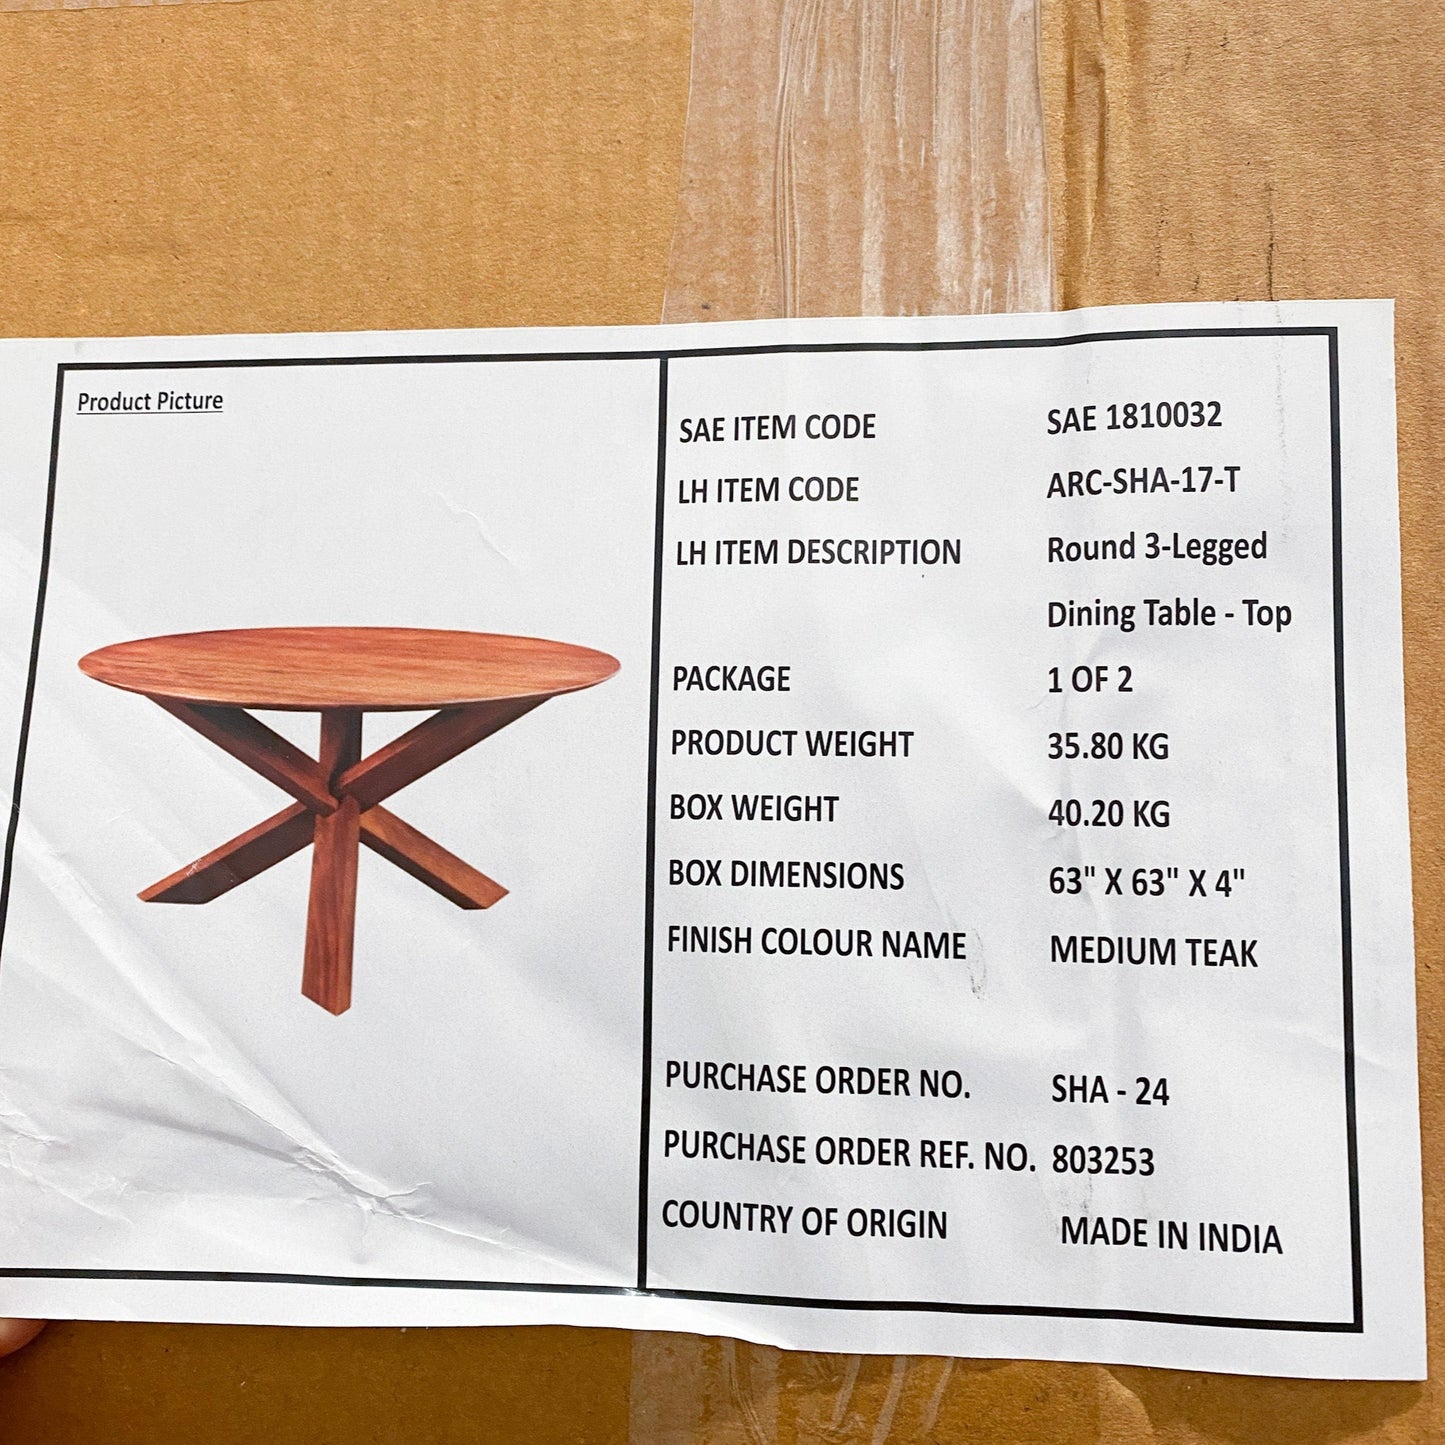 Product Picture
SAE ITEM CODE SAE 1810032
LH ITEM CODE ARC-SHA-17-T
LH ITEM DESCRIPTION Round 3-Legged
Dining Table - Top
PACKAGE 1 OF 2
PRODUCT WEIGHT 35.80 KG
BOX WEIGHT 40.20 KG
BOX DIMENSIONS 63" X 63" X 4"
FINISH COLOUR NAME MEDIUM TEAK
PURCHASE ORDER NO. SHA - 24
PURCHASE ORDER REF. NO. 803253
COUNTRY OF ORIGIN MADE IN INDIA